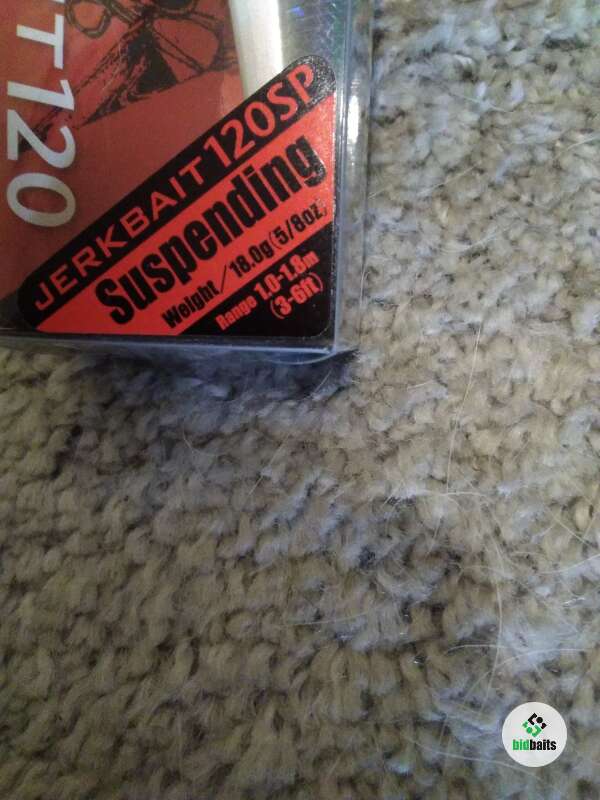 T120
JERKBAIT 120SP
Suspending
Weight/18.0g(5/8oz)
Range 1.0-1.8m
(3-6ft)
bidbaits